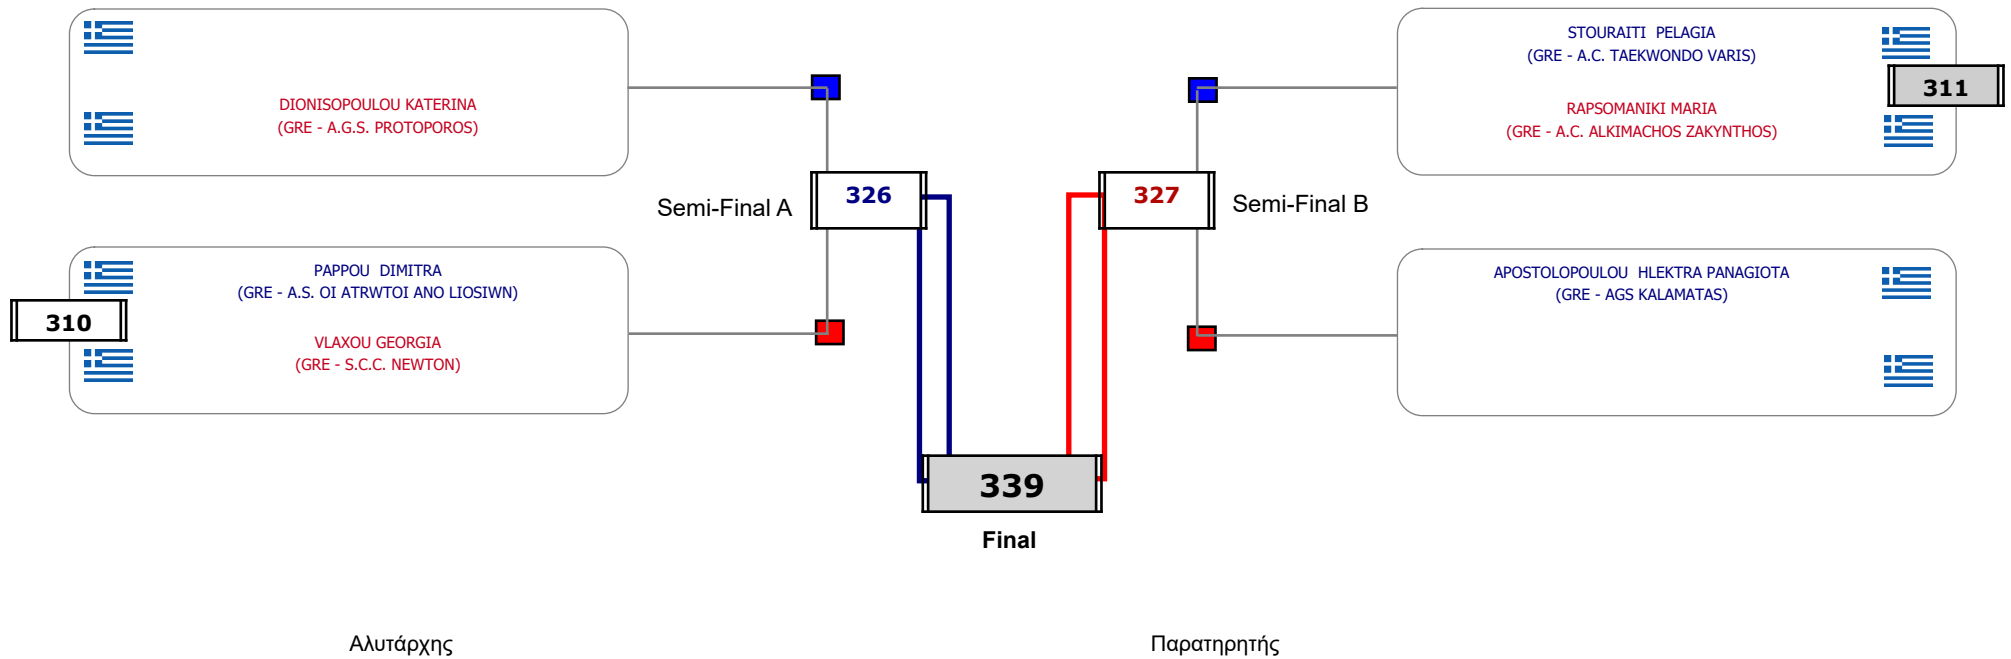 DIONISOPOULOU KATERINA
(GRE - A.G.S. PROTOPOROS)
PAPPOU DIMITRA
(GRE - A.S. OI ATRWTOI ANO LIOSIWN)
310
VLAXOU GEORGIA
(GRE - S.C.C. NEWTON)
Semi-Final A
326
STOURAITI PELAGIA
(GRE - A.C. TAEKWONDO VARIS)
311
RAPSOMANIKI MARIA
(GRE - A.C. ALKIMACHOS ZAKYNTHOS)
327
Semi-Final B
APOSTOLOPOULOU HLEKTRA PANAGIOTA
(GRE - AGS KALAMATAS)
339
Final
Αλυτάρχης
Παρατηρητής